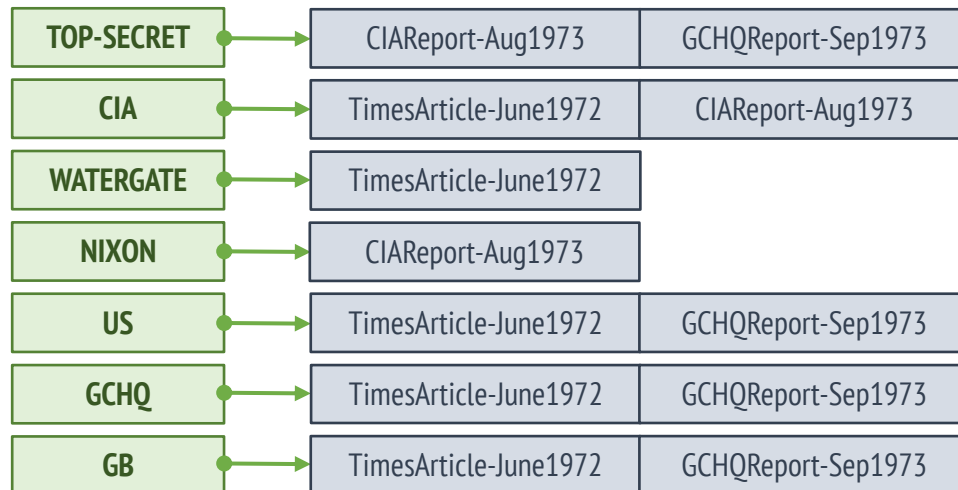 TOP-SECRET CIAReport-Aug1973 GCHQReport-Sep1973
CIA TimesArticle-June1972 CIAReport-Aug1973
WATERGATE TimesArticle-June1972
NIXON CIAReport-Aug1973
US TimesArticle-June1972 GCHQReport-Sep1973
GCHQ TimesArticle-June1972 GCHQReport-Sep1973
GB TimesArticle-June1972 GCHQReport-Sep1973